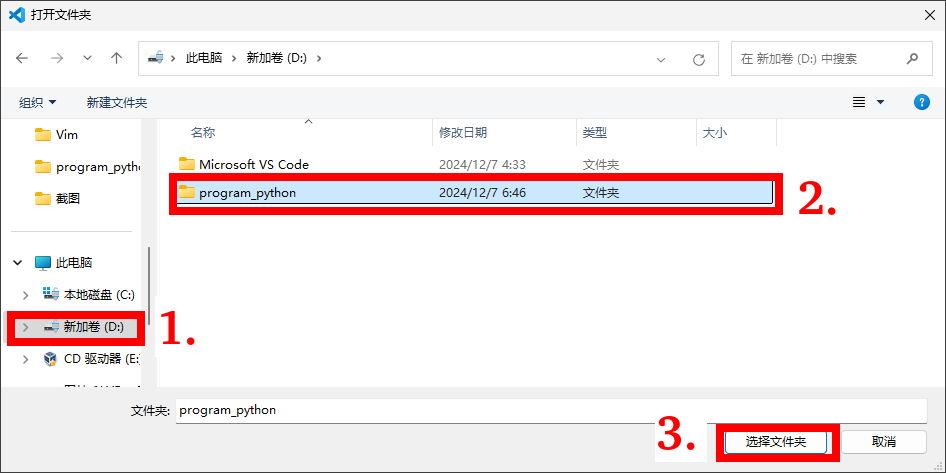 打开文件夹
此电脑 新加卷 (D:)
在 新加卷 (D:) 中搜索
组织 新建文件夹
Vim
program_pyth
截图
此电脑
本地磁盘 (C:)
新加卷 (D:)
1.
CD 驱动器 (E:
名称 修改日期 类型 大小
Microsoft VS Code 2024/12/7 4:33 文件夹
program_python 2024/12/7 6:46 文件夹
2.
文件夹: program_python
3.
选择文件夹 取消